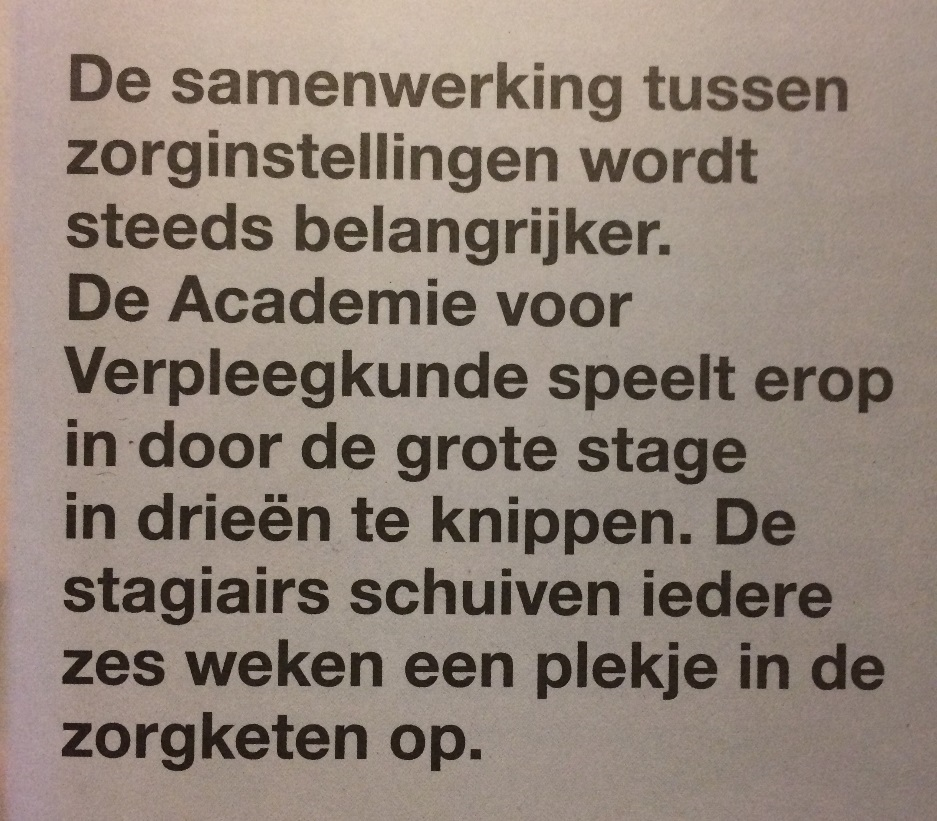 De samenwerking tussen
zorginstellingen wordt
steeds belangrijker.
De Academie voor
Verpleegkunde speelt erop
in door de grote stage
in drieën te knippen. De
stagiairs schuiven iedere
zes weken een plekje in de
zorgketen op.